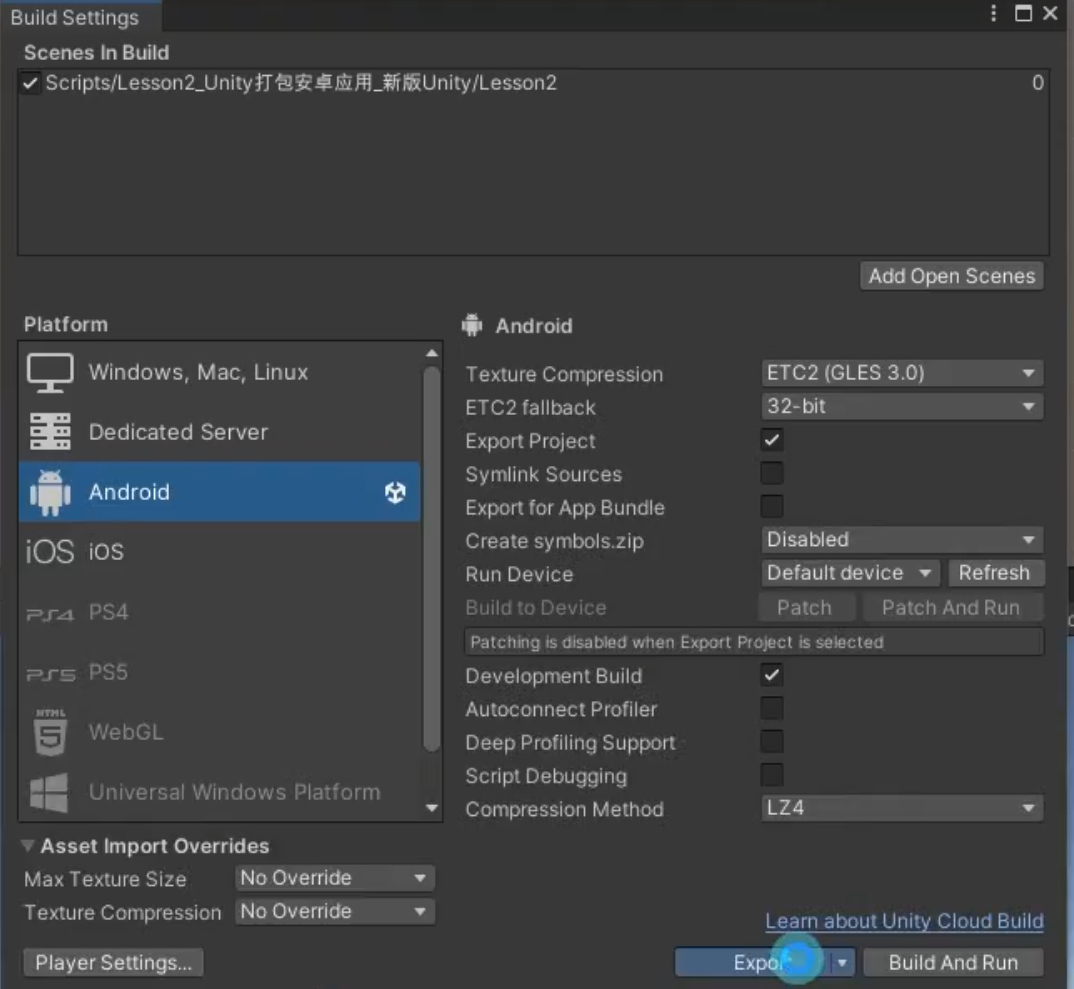 Build Settings
Scenes In Build
Scripts/Lesson2_Unity打包安卓应用_新版Unity/Lesson2 0
Add Open Scenes
Platform
Windows, Mac, Linux
Dedicated Server
Android
iOS iOS
PS4 PS4
PS5 PS5
HTML
5 WebGL
Universal Windows Platform
Android
Texture Compression ETC2 (GLES 3.0)
ETC2 fallback 32-bit
Export Project
Symlink Sources
Export for App Bundle
Create symbols.zip Disabled
Run Device Default device Refresh
Build to Device Patch Patch And Run
Patching is disabled when Export Project is selected
Development Build
Autoconnect Profiler
Deep Profiling Support
Script Debugging
Compression Method LZ4
Asset Import Overrides
Max Texture Size No Override
Texture Compression No Override
Learn about Unity Cloud Build
Player Settings... Export Build And Run